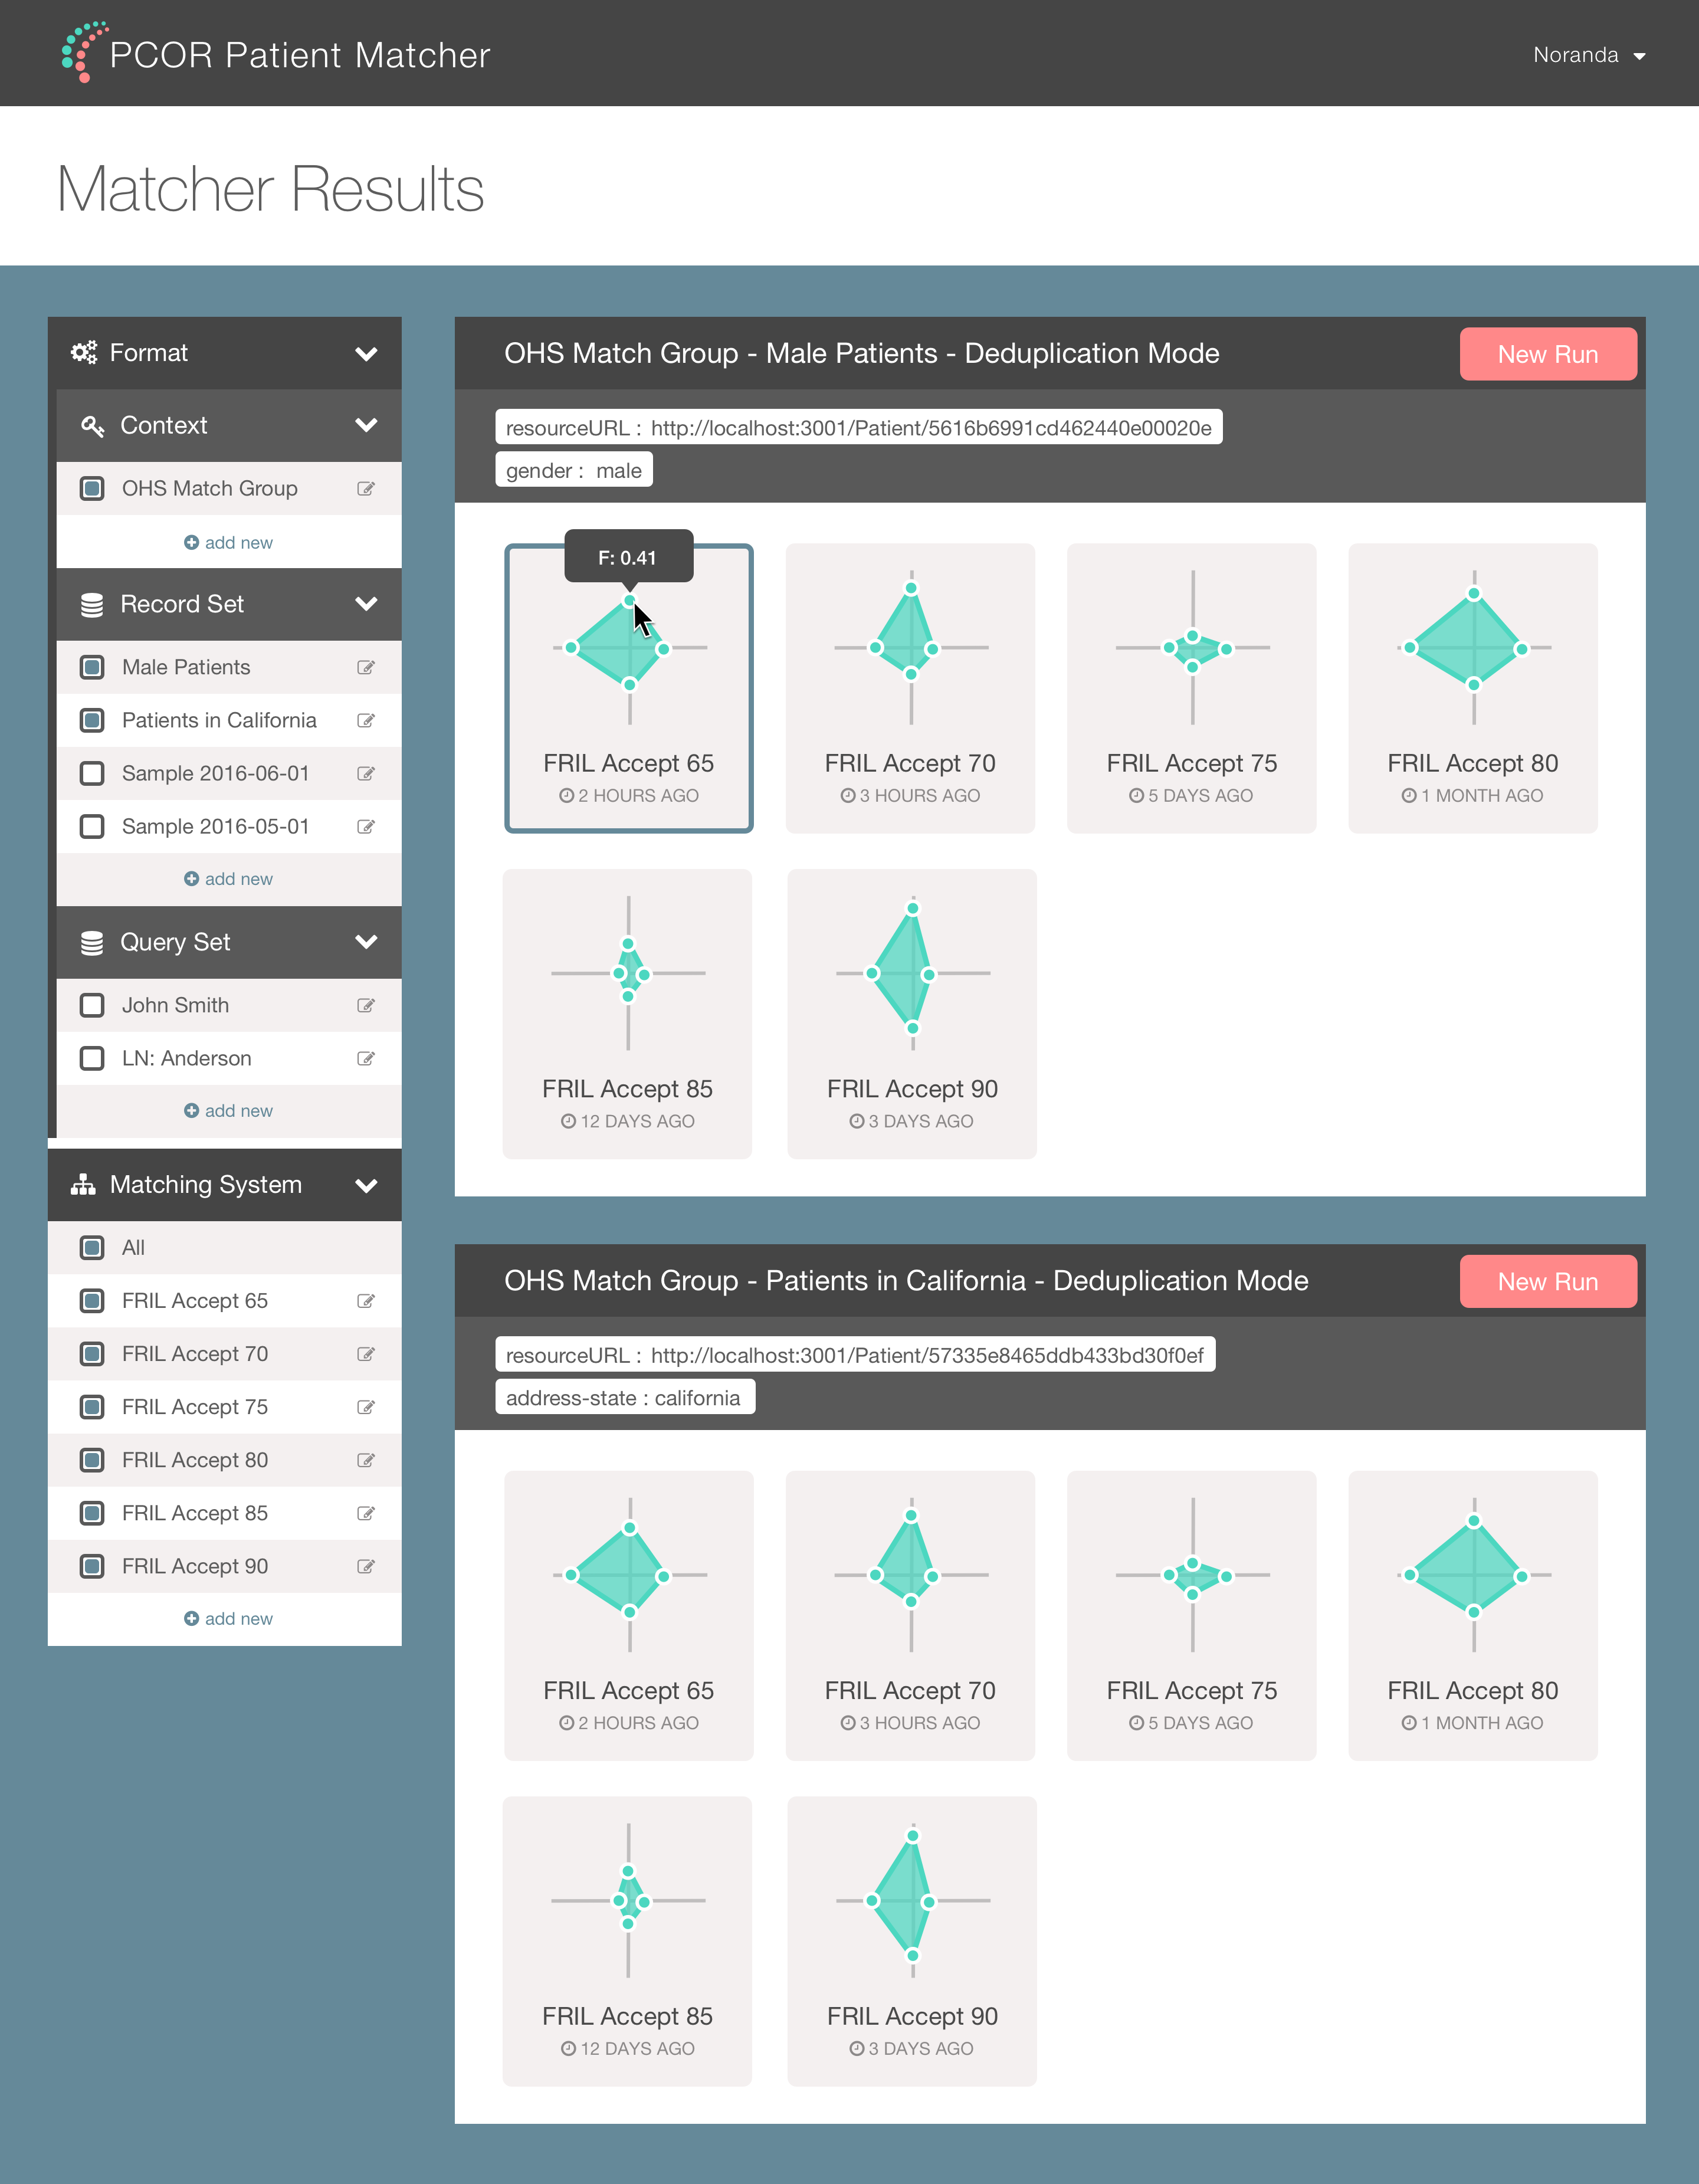 PCOR Patient Matcher
Noranda
Matcher Results
Format
Context
OHS Match Group
add new
Record Set
Male Patients
Patients in California
Sample 2016-06-01
Sample 2016-05-01
add new
Query Set
John Smith
LN: Anderson
add new
Matching System
All
FRIL Accept 65
FRIL Accept 70
FRIL Accept 75
FRIL Accept 80
FRIL Accept 85
FRIL Accept 90
add new
OHS Match Group - Male Patients - Deduplication Mode
New Run
resourceURL : http://localhost:3001/Patient/5616b6991cd462440e00020e
gender : male
F: 0.41
FRIL Accept 65
2 HOURS AGO
FRIL Accept 70
3 HOURS AGO
FRIL Accept 75
5 DAYS AGO
FRIL Accept 80
1 MONTH AGO
FRIL Accept 85
12 DAYS AGO
FRIL Accept 90
3 DAYS AGO
OHS Match Group - Patients in California - Deduplication Mode
New Run
resourceURL : http://localhost:3001/Patient/57335e8465ddb433bd30f0ef
address-state : california
FRIL Accept 65
2 HOURS AGO
FRIL Accept 70
3 HOURS AGO
FRIL Accept 75
5 DAYS AGO
FRIL Accept 80
1 MONTH AGO
FRIL Accept 85
12 DAYS AGO
FRIL Accept 90
3 DAYS AGO